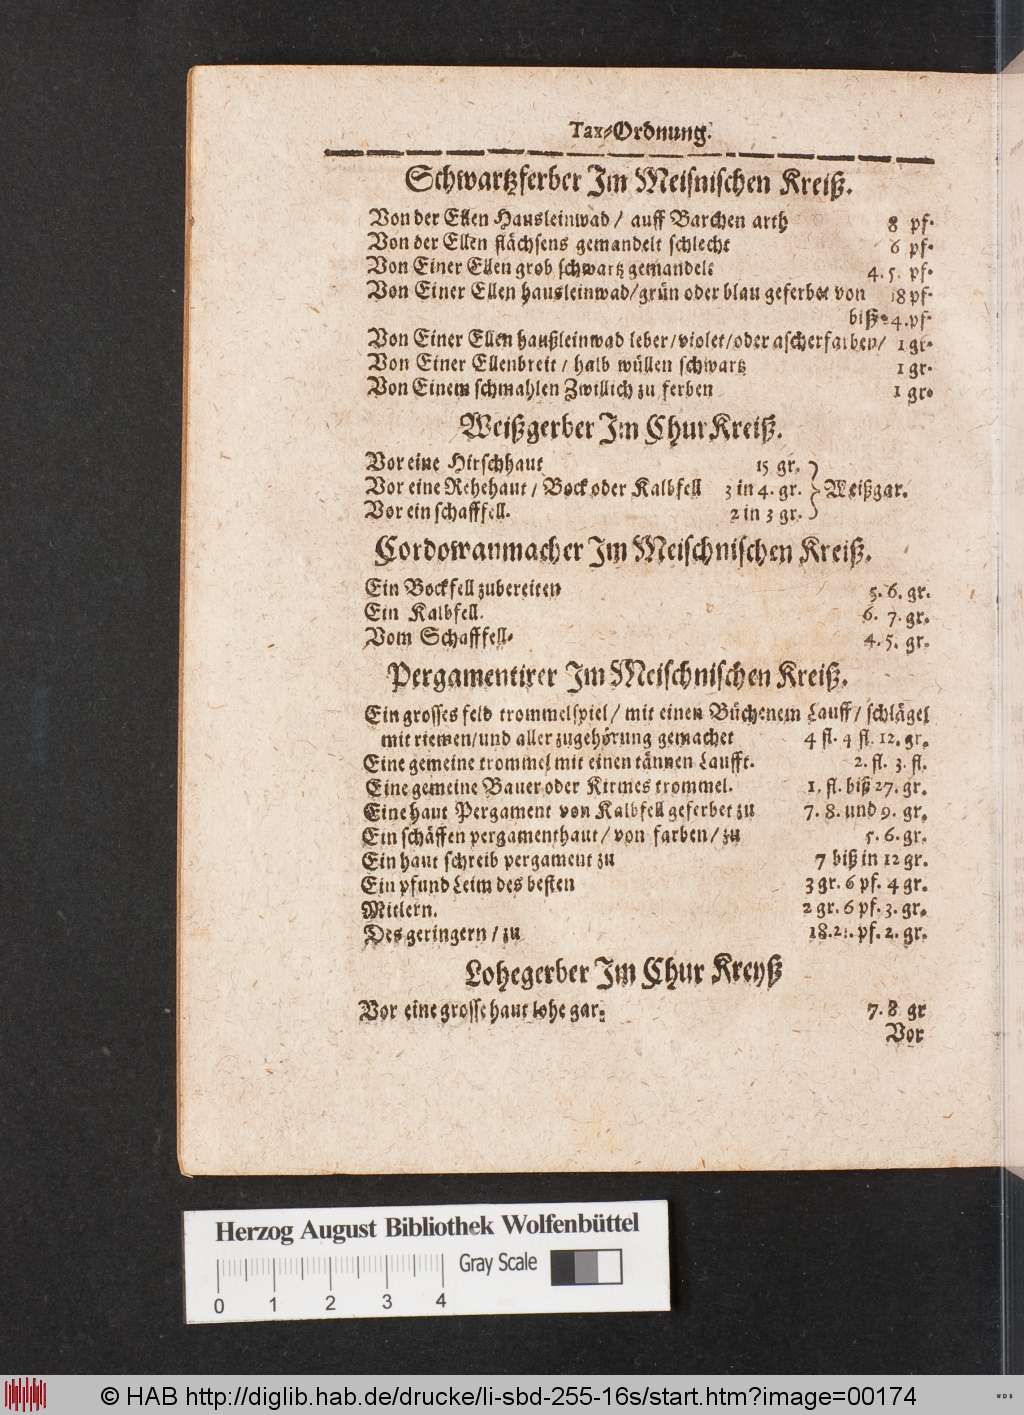 Tax-Ordnung.
Schwartzferber Im Meisnischen Kreiß.
Von der Ellen Hausleinwad / auff Barchen arth 8 pf.
Von der Ellen flächsens gemandelt schlecht 6 pf.
Von Einer Ellen grob schwartz gemandelt 4. 5. pf.
Von Einer Ellen hausleinwad/grün oder blau geferbet von 18 pf.
biß 24. pf.
Von Einer Ellen haußleinwad leber/violet/oder ascherfarben/ 1 gr.
Von Einer Ellenbreit / halb wüllen schwartz 1 gr.
Von Einem schmahlen Zwillich zu ferben 1 gr.
Weißgerber Im Chur Kreiß.
Vor eine Hirschhaut 15 gr.
Vor eine Rehehaut / Bock oder Kalbfell 3 in 4. gr. Weißgar.
Vor ein schafffell. 2 in 3 gr.
Cordowanmacher Im Meischnischen Kreiß.
Ein Bockfell zubereiten 5. 6. gr.
Ein Kalbfell. 6. 7. gr.
Vom Schafffell. 4. 5. gr.
Pergamentirer Im Meischnischen Kreiß.
Ein grosses feld trommelspiel / mit einen Büchenem Lauff / schlägel
mit riemen/und aller zugehörung gemachet 4 fl. 4 fl. 12. gr.
Eine gemeine trommel mit einen tännen Laufft. 2. fl. 3. fl.
Eine gemeine Bauer oder Kirmes trommel. 1. fl. biß 27. gr.
Eine haut Pergament von Kalbfell geferbet zu 7. 8. und 9. gr.
Ein schäffen pergamenthaut / von farben / zu 5. 6. gr.
Ein haut schreib pergament zu 7 biß in 12 gr.
Ein pfund Leim des besten 3 gr. 6 pf. 4 gr.
Mitlern. 2 gr. 6 pf. 3. gr.
Des geringern / zu 18. 21. pf. 2. gr.
Lohegerber Im Chur Kreyß
Vor eine grosse haut lohe gar. 7. 8 gr
Vor
Herzog August Bibliothek Wolfenbüttel
Gray Scale
0 1 2 3 4
© HAB http://diglib.hab.de/drucke/li-sbd-255-16s/start.htm?image=00174
WDB